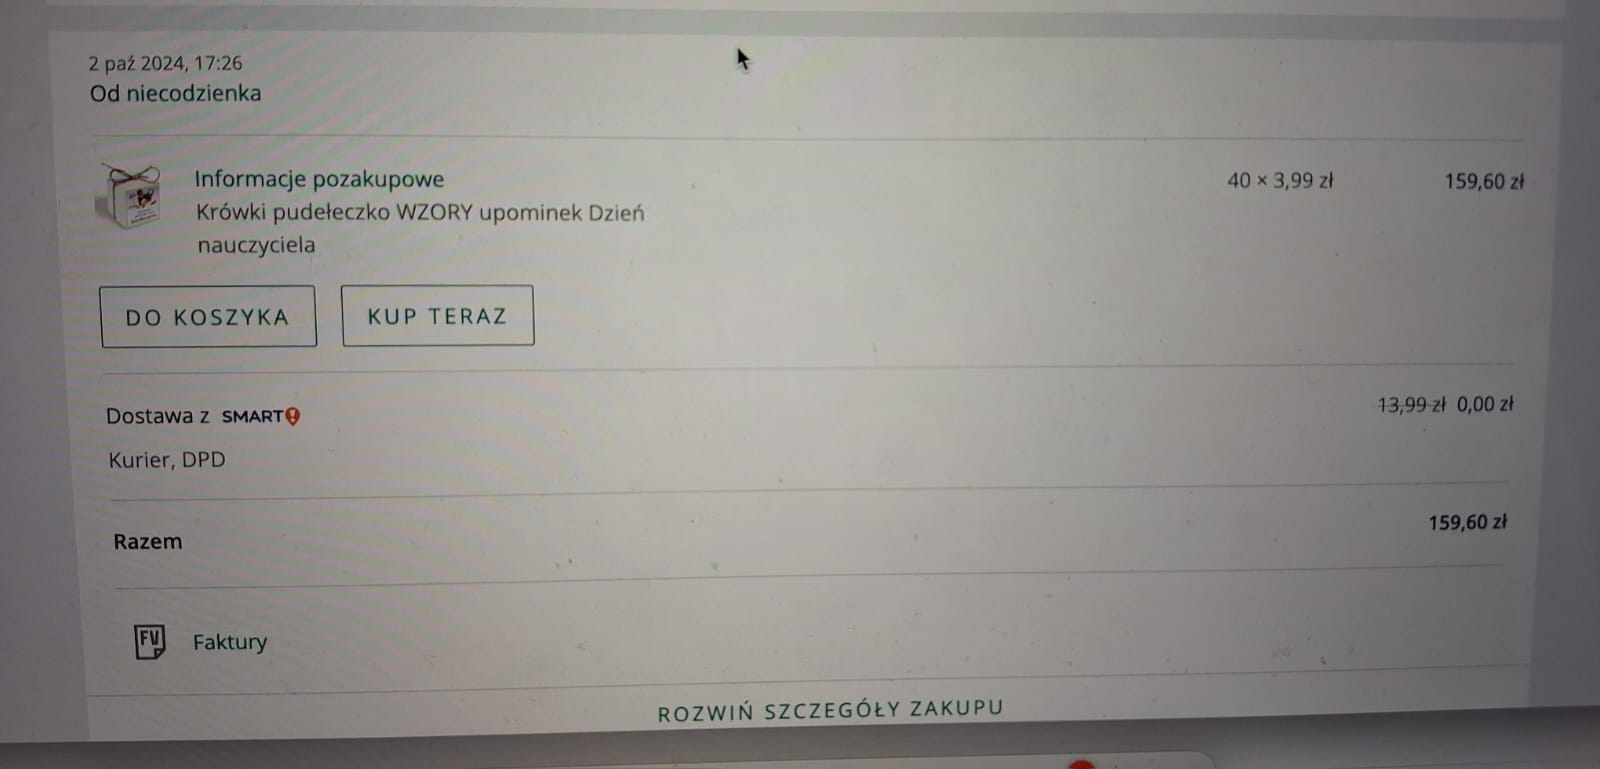 2 paź 2024, 17:26
Od niecodzienka
Informacje pozakupowe
Krówki pudełeczko WZORY upominek Dzień
nauczyciela
40 × 3,99 zł
159,60 zł
DO KOSZYKA
KUP TERAZ
Dostawa z SMART!
13,99 zł 0,00 zł
Kurier, DPD
Razem
159,60 zł
FV
Faktury
ROZWIŃ SZCZEGÓŁY ZAKUPU